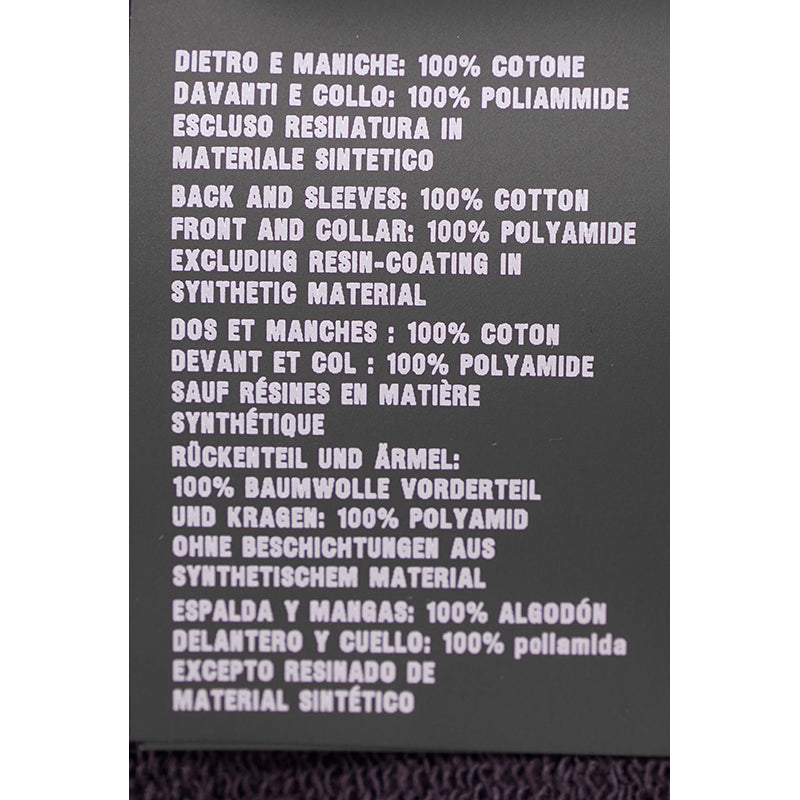 DIETRO E MANICHE: 100% COTONE
DAVANTI E COLLO: 100% POLIAMMIDE
ESCLUSO RESINATURA IN
MATERIALE SINTETICO
BACK AND SLEEVES: 100% COTTON
FRONT AND COLLAR: 100% POLYAMIDE
EXCLUDING RESIN-COATING IN
SYNTHETIC MATERIAL
DOS ET MANCHES : 100% COTON
DEVANT ET COL : 100% POLYAMIDE
SAUF RÉSINES EN MATIÈRE
SYNTHÉTIQUE
RÜCKENTEIL UND ÄRMEL:
100% BAUMWOLLE VORDERTEIL
UND KRAGEN: 100% POLYAMID
OHNE BESCHICHTUNGEN AUS
SYNTHETISCHEM MATERIAL
ESPALDA Y MANGAS: 100% ALGODÓN
DELANTERO Y CUELLO: 100% poliamida
EXCEPTO RESINADO DE
MATERIAL SINTÉTICO